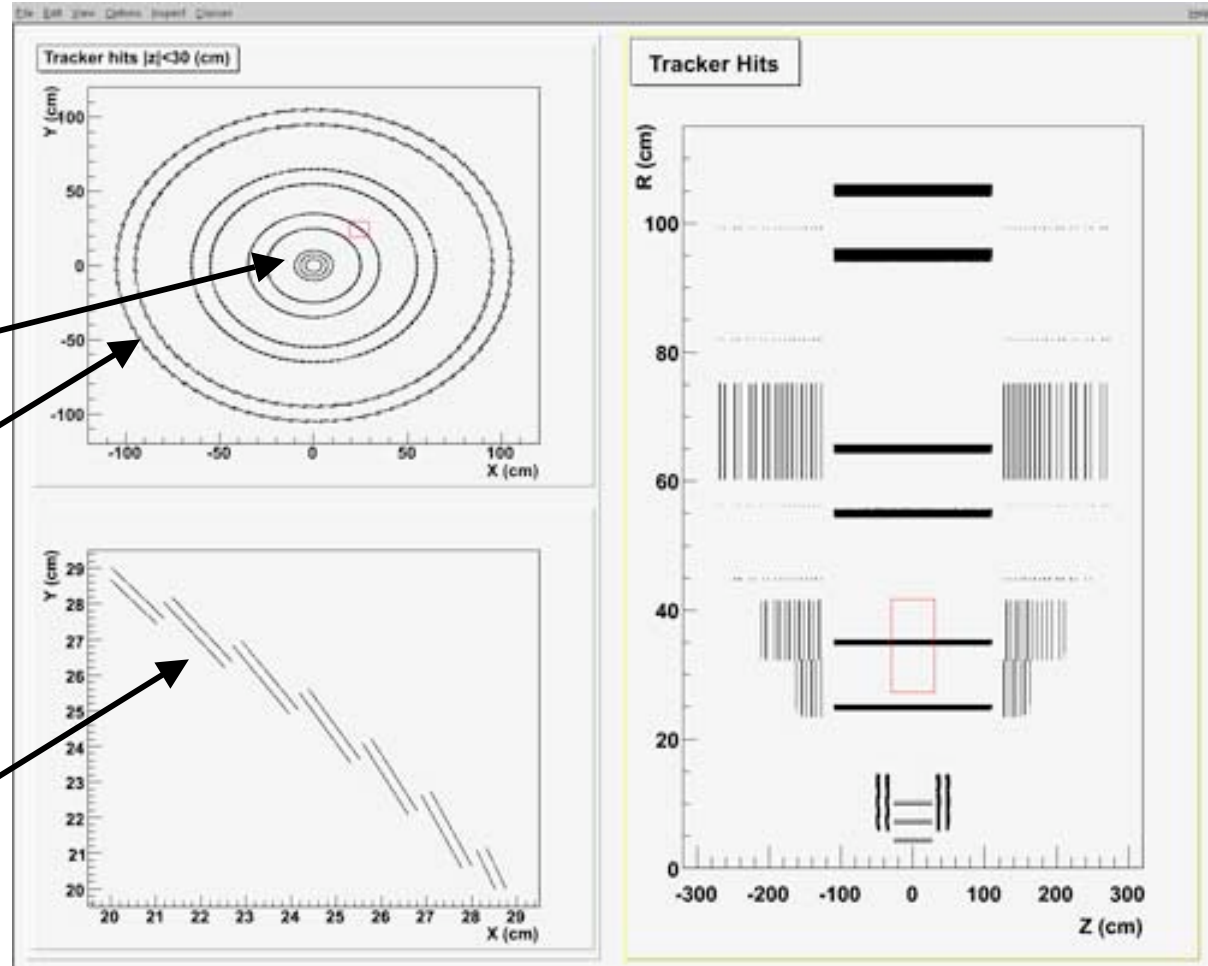 File Edit View Options Inspect Classes
Help
Tracker hits |z|<30 (cm)
Y (cm)
100
50
0
-50
-100
-100 -50 0 50 100
X (cm)
Y (cm)
29
28
27
26
25
24
23
22
21
20
20 21 22 23 24 25 26 27 28 29
X (cm)
Tracker Hits
R (cm)
100
80
60
40
20
0
-300 -200 -100 0 100 200 300
Z (cm)